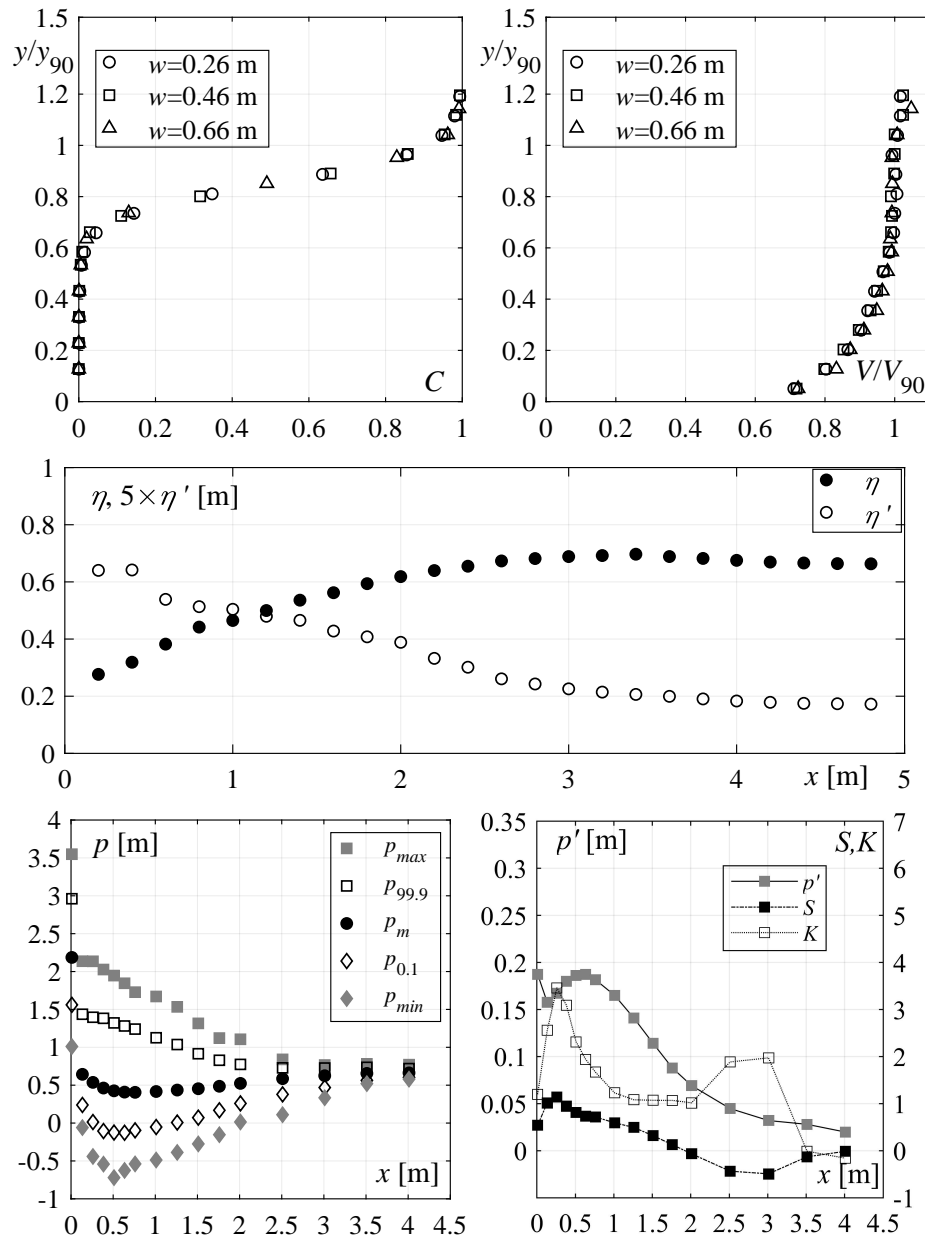 1.5
y/y90
1.2
1
0.8
0.6
0.4
0.2
0
w=0.26 m
w=0.46 m
w=0.66 m
C
0 0.2 0.4 0.6 0.8 1
1.5
y/y90
1.2
1
0.8
0.6
0.4
0.2
0
w=0.26 m
w=0.46 m
w=0.66 m
V/V90
0 0.2 0.4 0.6 0.8 1
1
0.8
0.6
0.4
0.2
0
η, 5×η ' [m]
η
η '
0 1 2 3 x [m] 5
4
3.5
3
2.5
2
1.5
1
0.5
0
-0.5
-1
p [m]
pmax
p99.9
pm
p0.1
pmin
x [m]
0 0.5 1 1.5 2 2.5 3 3.5 4 4.5
0.35
0.3
0.25
0.2
0.15
0.1
0.05
0
p' [m]
S,K
p'
S
K
7
6
5
4
3
2
1
0
-1
x [m]
0 0.5 1 1.5 2 2.5 3 3.5 4 4.5